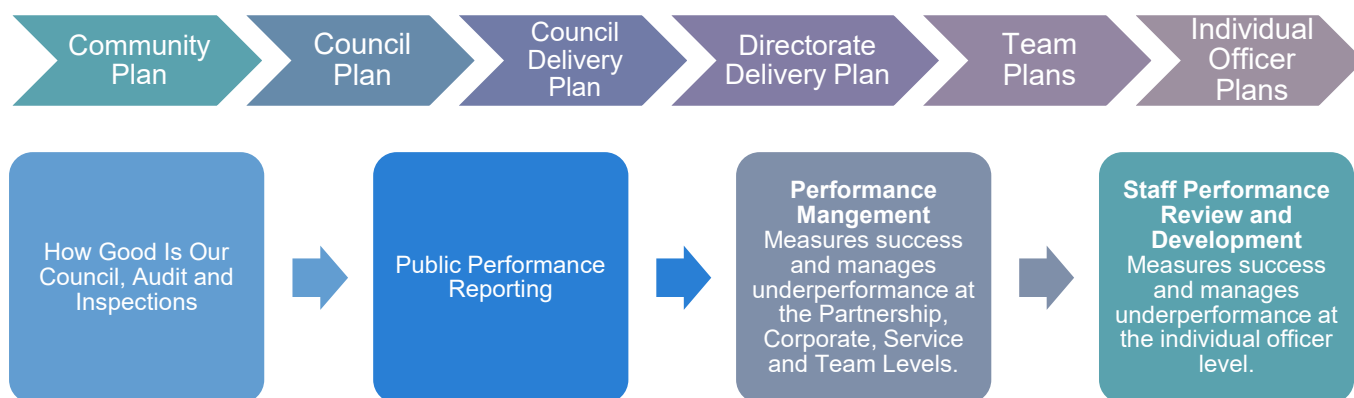 Community
Plan
Council
Plan
Council
Delivery
Plan
Directorate
Delivery Plan
Team
Plans
Individual
Officer
Plans
How Good Is Our
Council, Audit and
Inspections
Public Performance
Reporting
Performance
Mangement
Measures success
and manages
underperformance at
the Partnership,
Corporate, Service
and Team Levels.
Staff Performance
Review and
Development
Measures success
and manages
underperformance at
the individual officer
level.